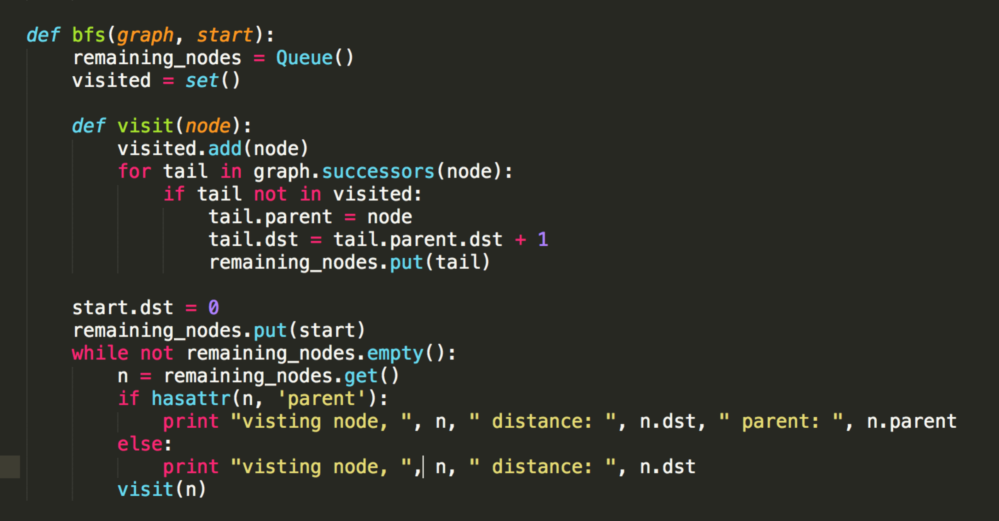 def bfs(graph, start):
    remaining_nodes = Queue()
    visited = set()

    def visit(node):
        visited.add(node)
        for tail in graph.successors(node):
            if tail not in visited:
                tail.parent = node
                tail.dst = tail.parent.dst + 1
                remaining_nodes.put(tail)

    start.dst = 0
    remaining_nodes.put(start)
    while not remaining_nodes.empty():
        n = remaining_nodes.get()
        if hasattr(n, 'parent'):
            print "visting node, ", n, " distance: ", n.dst, " parent: ", n.parent
        else:
            print "visting node, ", n, " distance: ", n.dst
        visit(n)